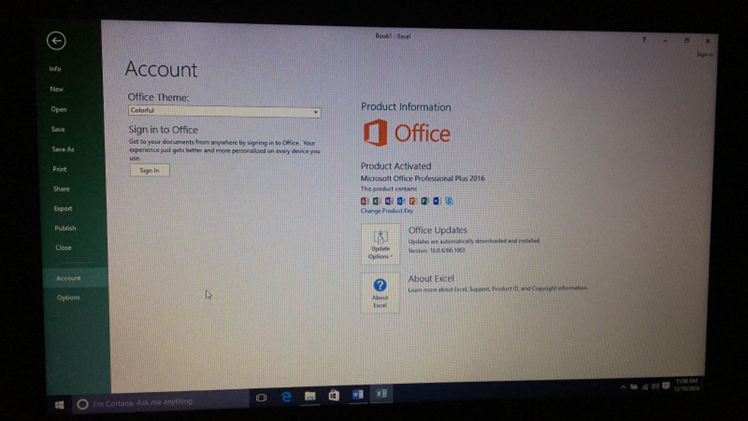 Book1 - Excel
?
Sign in
Info
New
Open
Save
Save As
Print
Share
Export
Publish
Close
Account
Options
Account
Office Theme:
Colorful
Sign in to Office
Get to your documents from anywhere by signing in to Office. Your
experience just gets better and more personalized on every device you
use.
Sign In
Product Information
Office
Product Activated
Microsoft Office Professional Plus 2016
This product contains
Change Product Key
Update
Options
Office Updates
Updates are automatically downloaded and installed.
Version: 16.0.4266.1003
?
About
Excel
About Excel
Learn more about Excel, Support, Product ID, and Copyright information.
I'm Cortana. Ask me anything.
11:08 AM